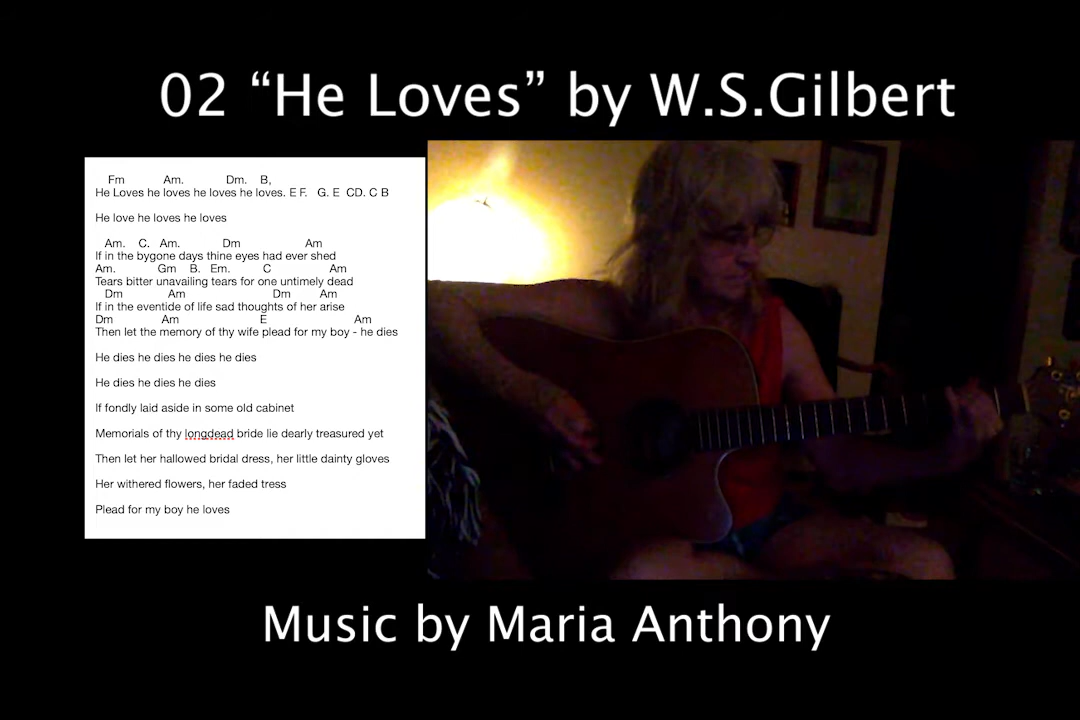 02 “He Loves” by W.S.Gilbert
Fm Am. Dm. B,
He Loves he loves he loves he loves. E F. G. E CD. C B
He love he loves he loves
Am. C. Am. Dm Am
If in the bygone days thine eyes had ever shed
Am. Gm B. Em. C Am
Tears bitter unavailing tears for one untimely dead
Dm Am Dm Am
If in the eventide of life sad thoughts of her arise
Dm Am E Am
Then let the memory of thy wife plead for my boy - he dies
He dies he dies he dies he dies
He dies he dies he dies
If fondly laid aside in some old cabinet
Memorials of thy longdead bride lie dearly treasured yet
Then let her hallowed bridal dress, her little dainty gloves
Her withered flowers, her faded tress
Plead for my boy he loves
Music by Maria Anthony